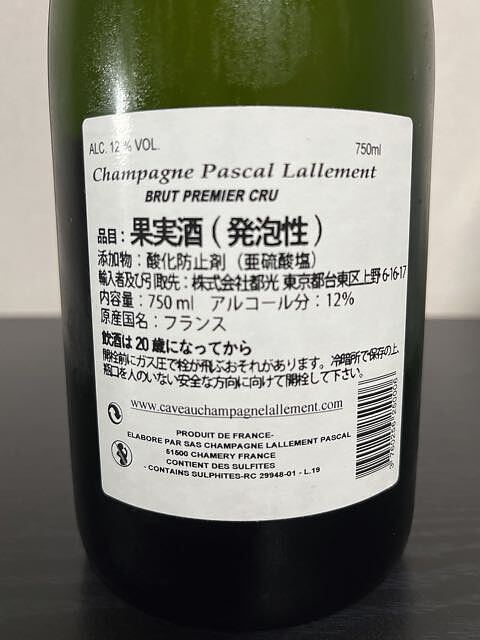 ALC. 12 % VOL. 750ml
Champagne Pascal Lallement
BRUT PREMIER CRU
品目：果実酒（発泡性）
添加物：酸化防止剤（亜硫酸塩）
輸入者及び引取先：株式会社都光 東京都台東区上野6-16-17
内容量：750 ml アルコール分：12%
原産国名：フランス
飲酒は20歳になってから
開栓前にガス圧で栓が飛ぶおそれがあります。冷暗所で保存の上、
瓶口を人のいない安全な方向に向けて開栓して下さい。
www.caveauchampagnelallement.com
PRODUIT DE FRANCE-
ELABORE PAR SAS CHAMPAGNE LALLEMENT PASCAL
51500 CHAMERY FRANCE
CONTIENT DES SULFITES
- CONTAINS SULPHITES-RC 29948-01 - L.19
3 760256 250006